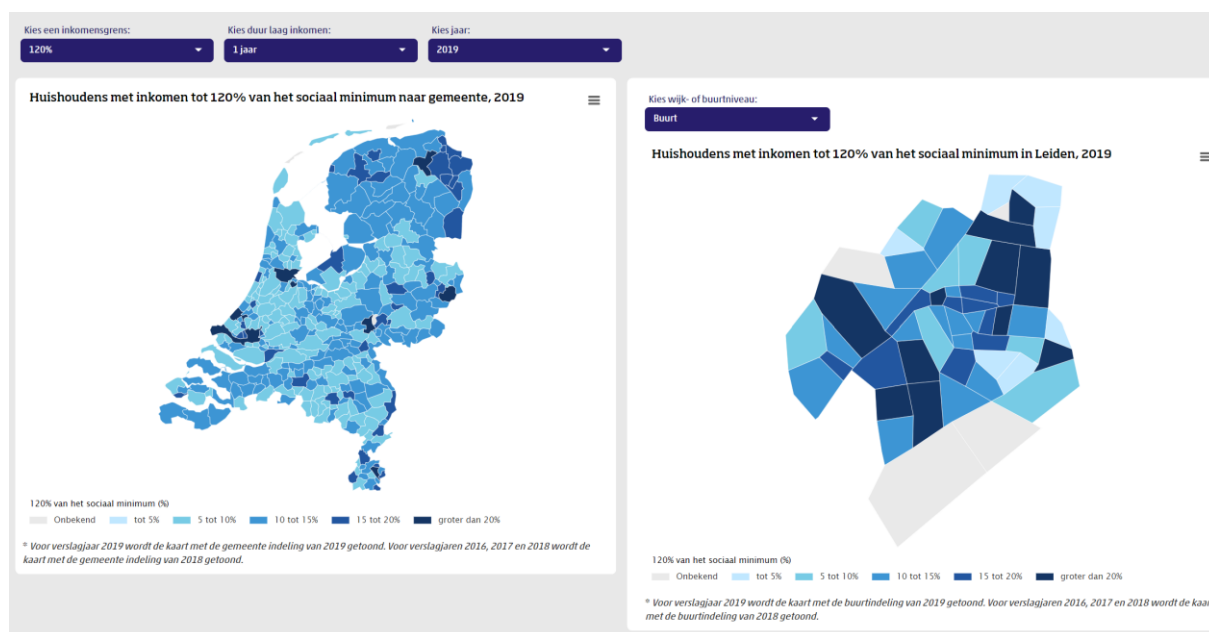 Kies een inkomensgrens:
120%
Kies duur laag inkomen:
1 jaar
Kies jaar:
2019
Huishoudens met inkomen tot 120% van het sociaal minimum naar gemeente, 2019
120% van het sociaal minimum (%)
Onbekend
tot 5%
5 tot 10%
10 tot 15%
15 tot 20%
groter dan 20%
* Voor verslagjaar 2019 wordt de kaart met de gemeente indeling van 2019 getoond. Voor verslagjaren 2016, 2017 en 2018 wordt de
kaart met de gemeente indeling van 2018 getoond.
Kies wijk- of buurtniveau:
Buurt
Huishoudens met inkomen tot 120% van het sociaal minimum in Leiden, 2019
120% van het sociaal minimum (%)
Onbekend
tot 5%
5 tot 10%
10 tot 15%
15 tot 20%
groter dan 20%
* Voor verslagjaar 2019 wordt de kaart met de buurtindeling van 2019 getoond. Voor verslagjaren 2016, 2017 en 2018 wordt de kaar
met de buurtindeling van 2018 getoond.